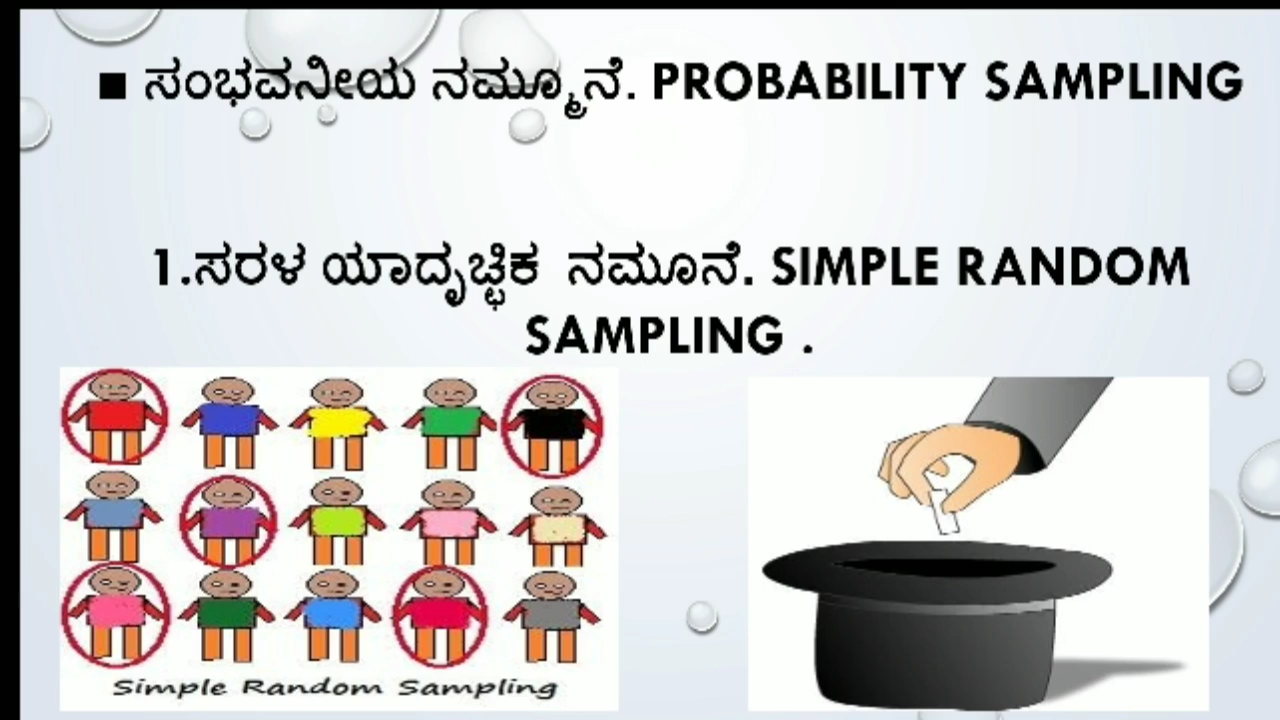 ▪ ಸಂಭವನೀಯ ನಮ್ಮೂನೆ. PROBABILITY SAMPLING
1.ಸರಳ ಯಾದೃಚ್ಛಿಕ ನಮೂನೆ. SIMPLE RANDOM
SAMPLING .
Simple Random Sampling